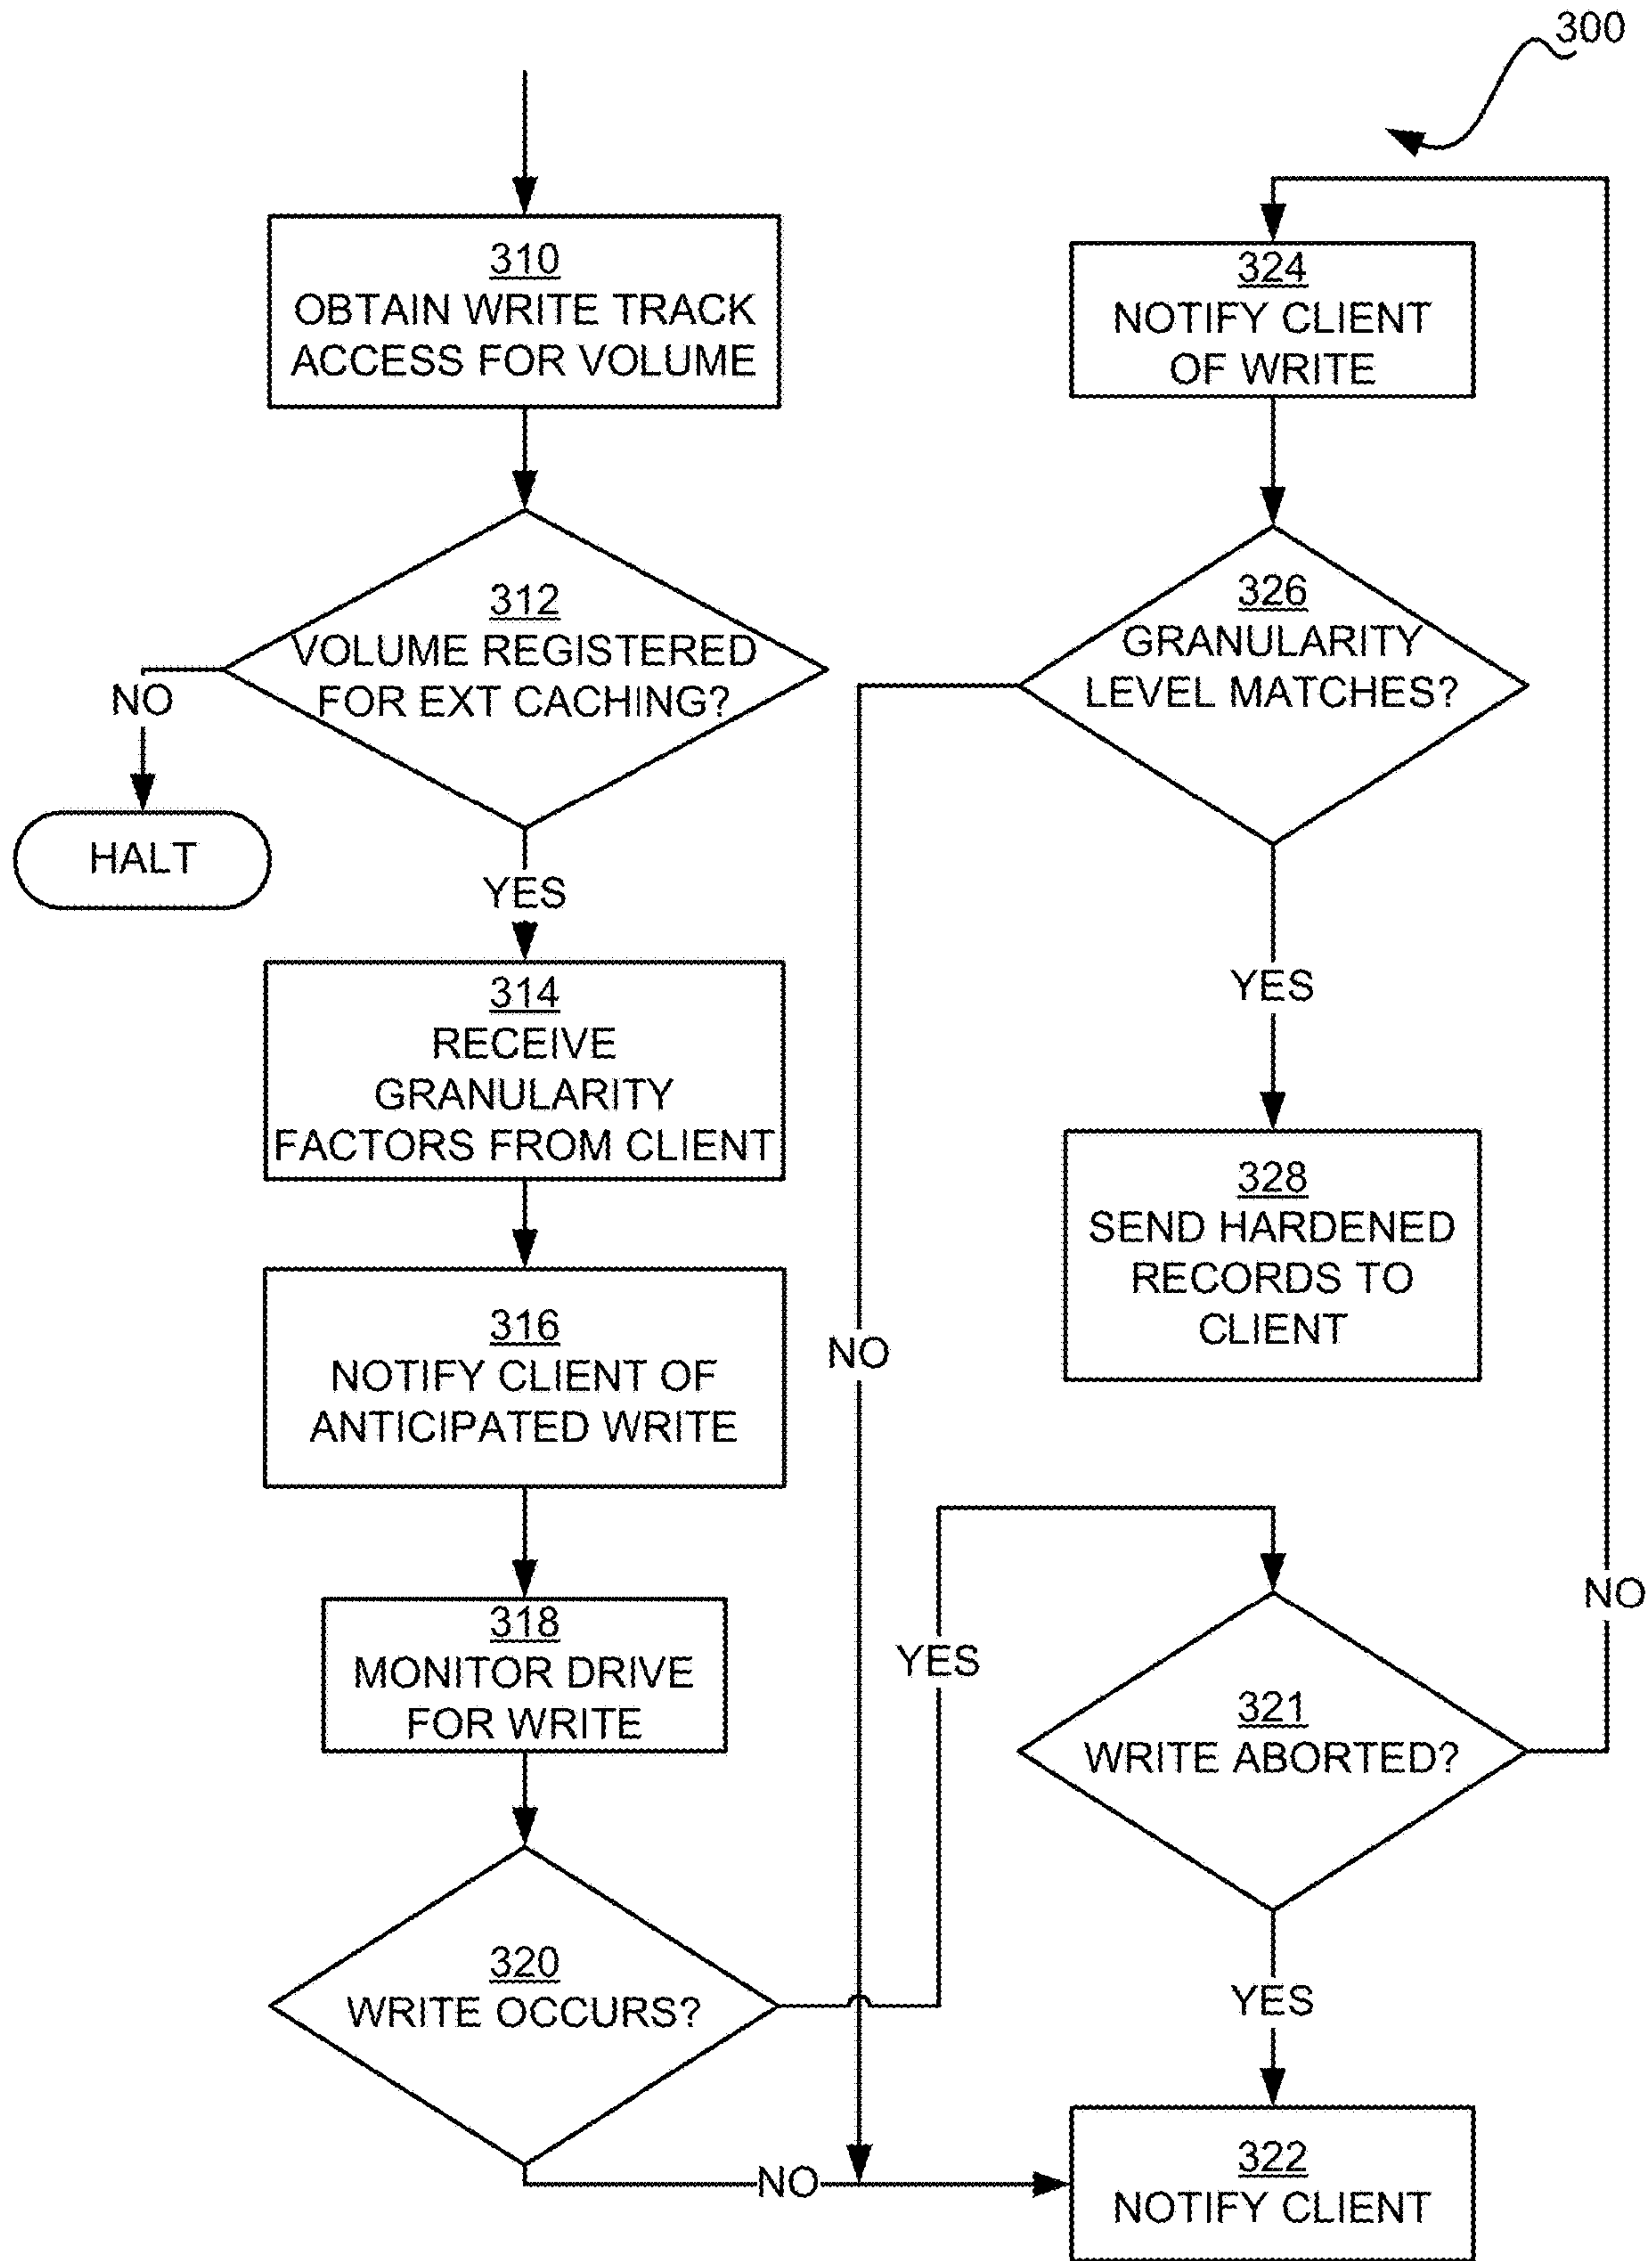 300
310
OBTAIN WRITE TRACK
ACCESS FOR VOLUME
312
VOLUME REGISTERED
FOR EXT CACHING?
NO
HALT
YES
314
RECEIVE
GRANULARITY
FACTORS FROM CLIENT
316
NOTIFY CLIENT OF
ANTICIPATED WRITE
318
MONITOR DRIVE
FOR WRITE
320
WRITE OCCURS?
YES
NO
321
WRITE ABORTED?
NO
YES
322
NOTIFY CLIENT
324
NOTIFY CLIENT
OF WRITE
326
GRANULARITY
LEVEL MATCHES?
NO
YES
328
SEND HARDENED
RECORDS TO
CLIENT